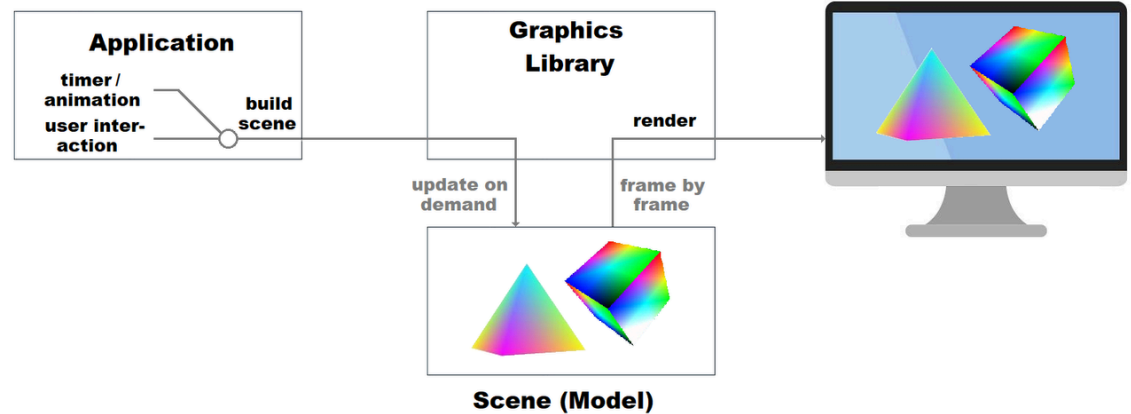 Application
timer /
animation
user inter-
action
build
scene
Graphics
Library
render
update on
demand
frame by
frame
Scene (Model)